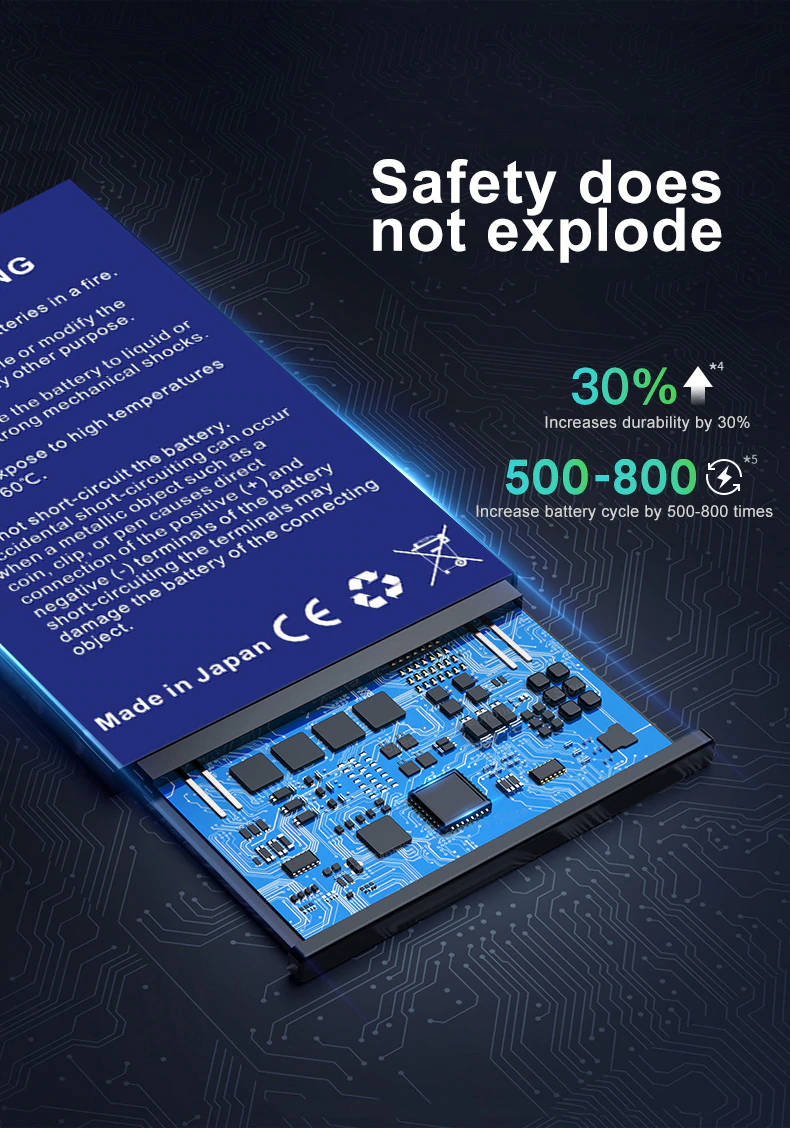 Safety does
not explode
30% *4
Increases durability by 30%
500-800 *5
Increase battery cycle by 500-800 times
NG
tteries in a fire.
le or modify the
y other purpose.
e the battery to liquid or
trong mechanical shocks.
xpose to high temperatures
60℃.
not short-circuit the battery.
ccidental short-circuiting can occur
when a metallic object such as a
coin, clip, or pen causes direct
connection of the positive (+) and
negative (-) terminals of the battery
short-circuiting the terminals may
damage the battery of the connecting
object.
Made in Japan CE